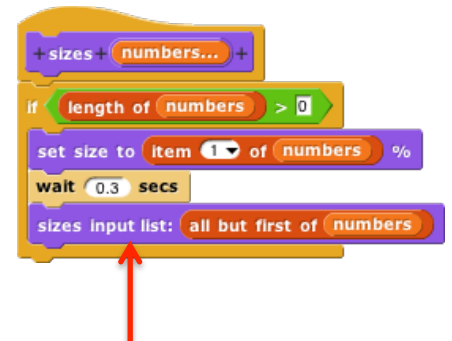 + sizes + numbers... +
if length of numbers > 0
set size to item 1 of numbers %
wait 0.3 secs
sizes input list: all but first of numbers